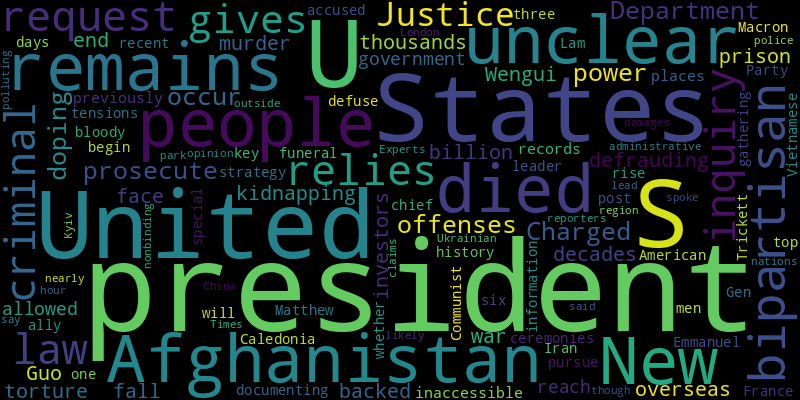 request
gives
accused
Justice
three
Department
days
end
recent
murder
U
thousands
London
unclear
Lam
Macron
police
remains
government
Wengui
power
places
prison
Party
polluting
doping
previously
occur
outside
defuse
States
tensions
people
bloody
begin
park
opinion
key
funeral
Experts
billion
records
damages
administrative
defrauding
inquiry
gathering
bipartisan
Vietnamese
criminal
prosecute
relies
strategy
leader
rise
face
kidnapping
died
post
lead
spoke
region
S
United
Kyiv
nonbinding
special
investors
chief
offenses
reporters
Charged
Trickett
top
claims
Ukrainian
history
decades
American
nations
president
nearly
hour
China
Communist
six
information
said
men
Gen
allowed
say
ally
will
Times
Matthew
whether
likely
war
ceremonies
Emmanuel
law
Caledonia
Afghanistan
Iran
pursue
New
Guo
one
torture
fall
documenting
backed
inaccessible
reach
though
overseas
France